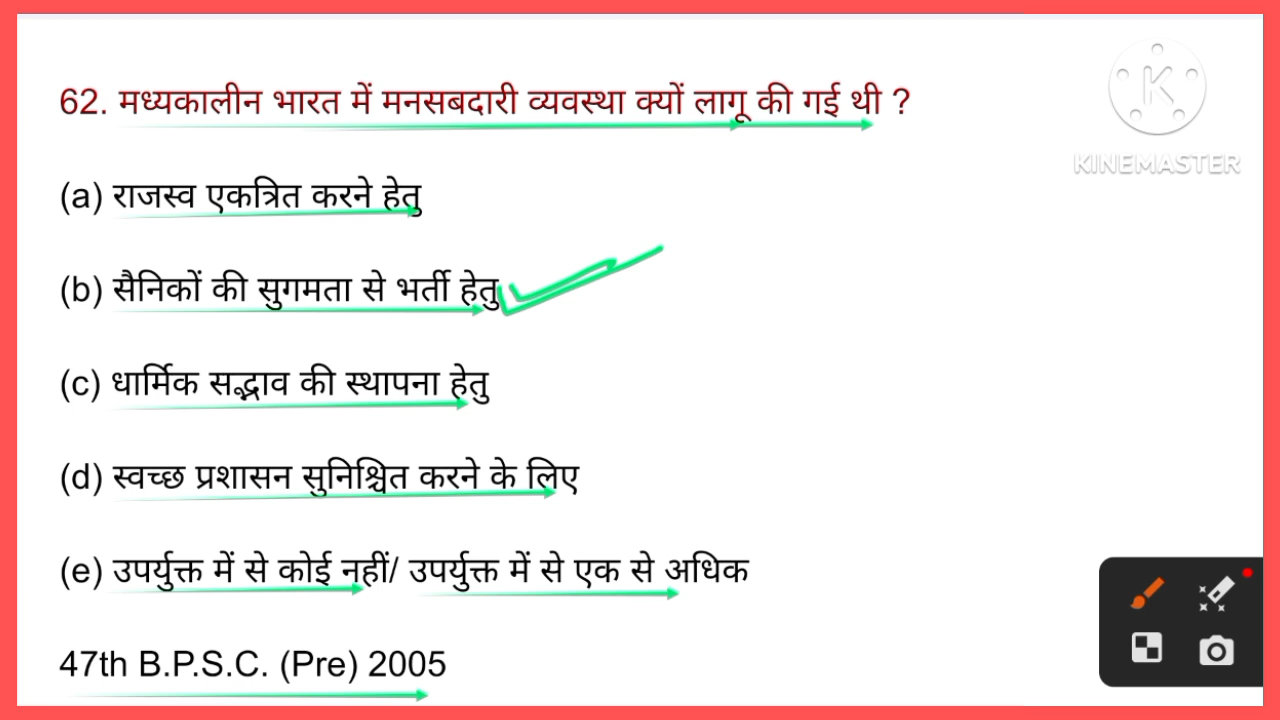 62. मध्यकालीन भारत में मनसबदारी व्यवस्था क्यों लागू की गई थी ?
KINEMASTER
(a) राजस्व एकत्रित करने हेतु
(b) सैनिकों की सुगमता से भर्ती हेतु
(c) धार्मिक सद्भाव की स्थापना हेतु
(d) स्वच्छ प्रशासन सुनिश्चित करने के लिए
(e) उपर्युक्त में से कोई नहीं/ उपर्युक्त में से एक से अधिक
47th B.P.S.C. (Pre) 2005